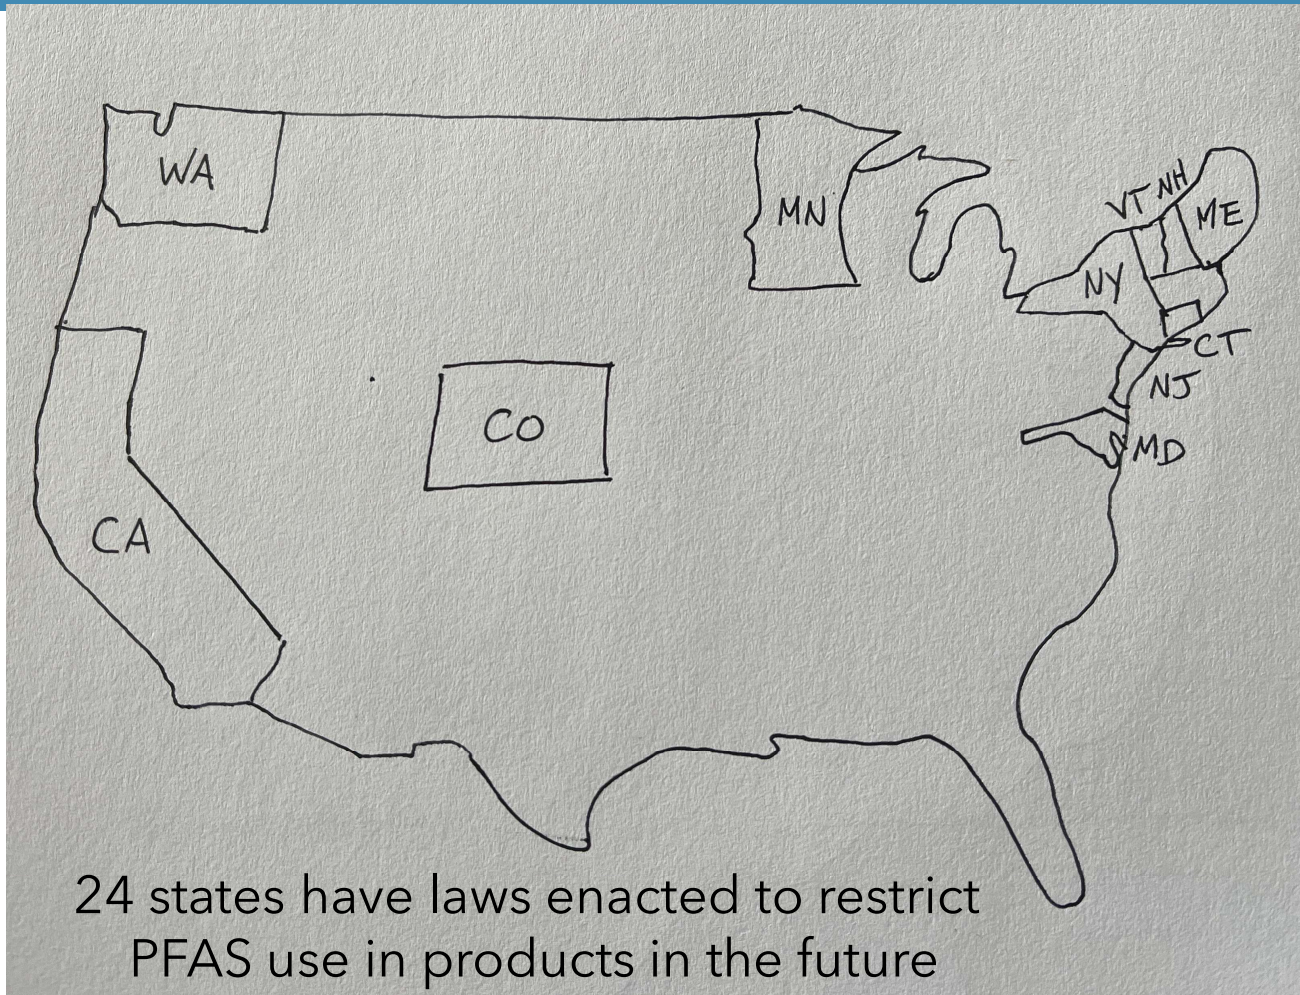 WA
MN
VT
NH
ME
NY
CT
NJ
CO
MD
CA
24 states have laws enacted to restrict
PFAS use in products in the future